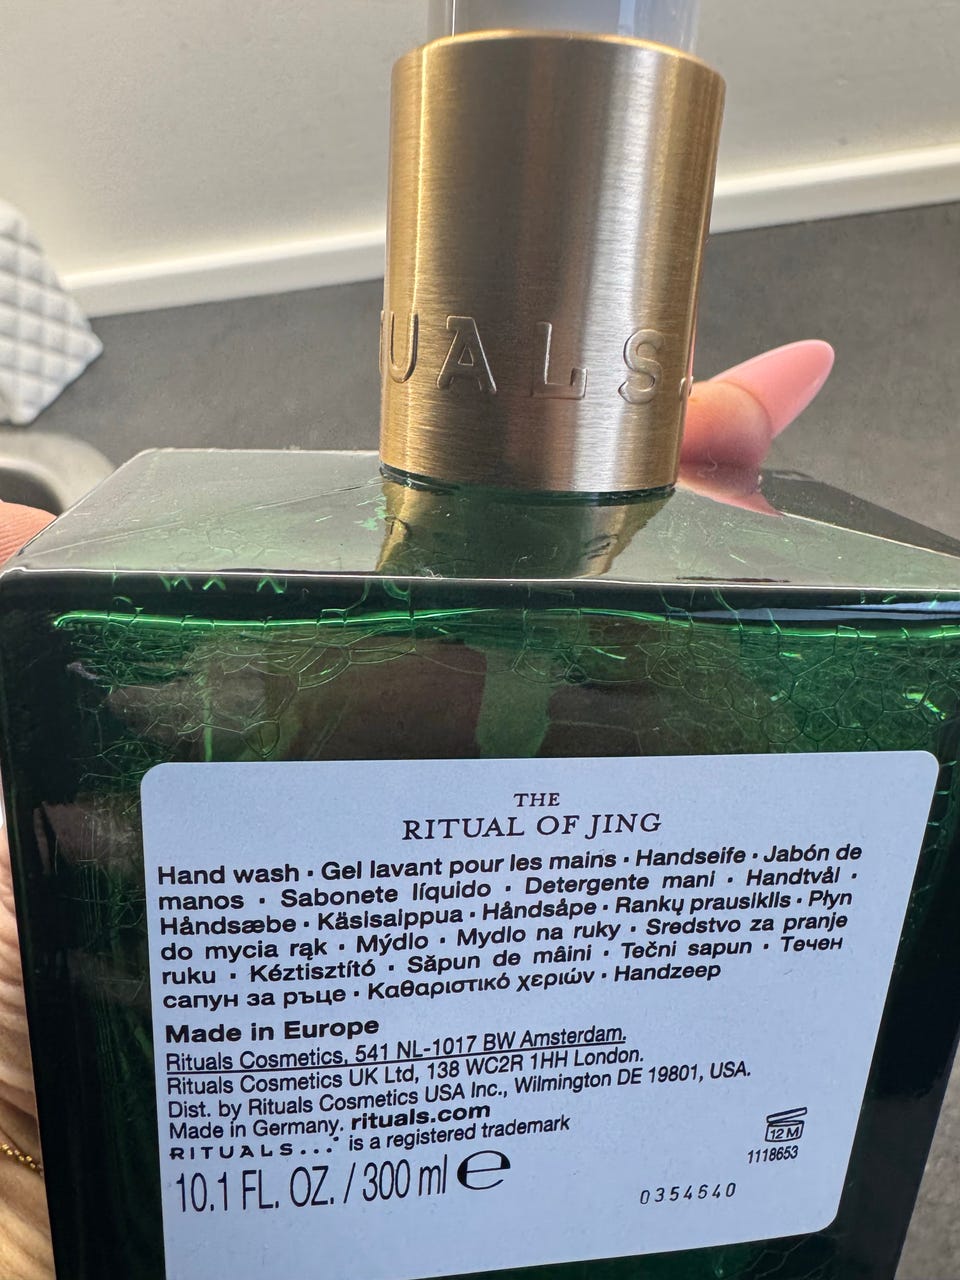 UALS.
THE
RITUAL OF JING
Hand wash · Gel lavant pour les mains · Handseife · Jabón de
manos · Sabonete líquido · Detergente mani · Handtvål ·
Håndsæbe · Käsisaippua · Håndsåpe · Rankų prausiklis · Płyn
do mycia rąk · Mýdlo · Mydlo na ruky · Sredstvo za pranje
ruku · Kéztisztító · Săpun de mâini · Tečni sapun · Течен
сапун за ръце · Καθαριστικό χεριών · Handzeep
Made in Europe
Rituals Cosmetics, 541 NL-1017 BW Amsterdam.
Rituals Cosmetics UK Ltd, 138 WC2R 1HH London.
Dist. by Rituals Cosmetics USA Inc., Wilmington DE 19801, USA.
Made in Germany. rituals.com
RITUALS...® is a registered trademark
10.1 FL. OZ. / 300 ml ℮
12 M
1118653
0354640